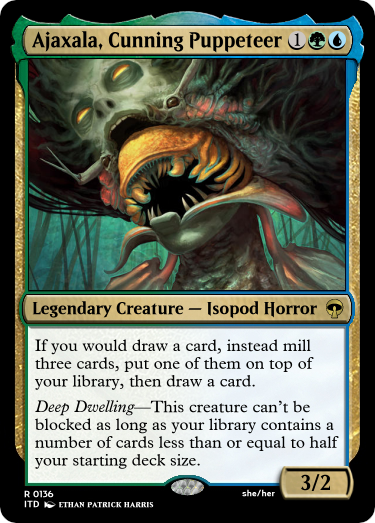 Ajaxala, Cunning Puppeteer 1
Legendary Creature — Isopod Horror
If you would draw a card, instead mill
three cards, put one of them on top of
your library, then draw a card.
Deep Dwelling—This creature can't be
blocked as long as your library contains a
number of cards less than or equal to half
your starting deck size.
3/2
R 0136
she/her
ITD ETHAN PATRICK HARRIS